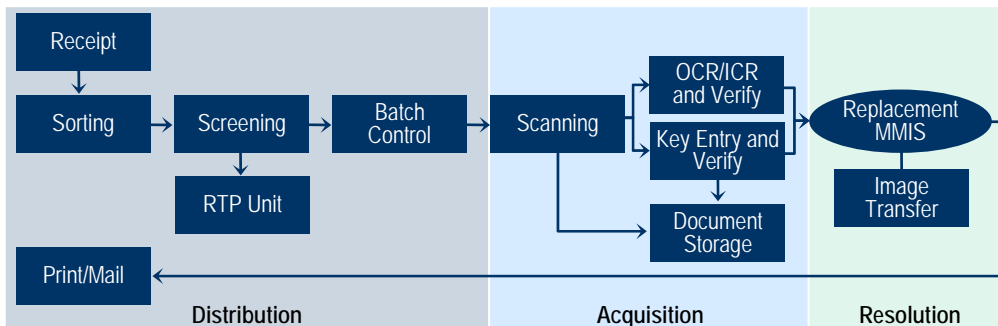 Receipt
Sorting
Screening
Batch
Control
Scanning
OCR/ICR
and Verify
Key Entry and
Verify
Replacement
MMIS
RTP Unit
Document
Storage
Image
Transfer
Print/Mail
Distribution
Acquisition
Resolution